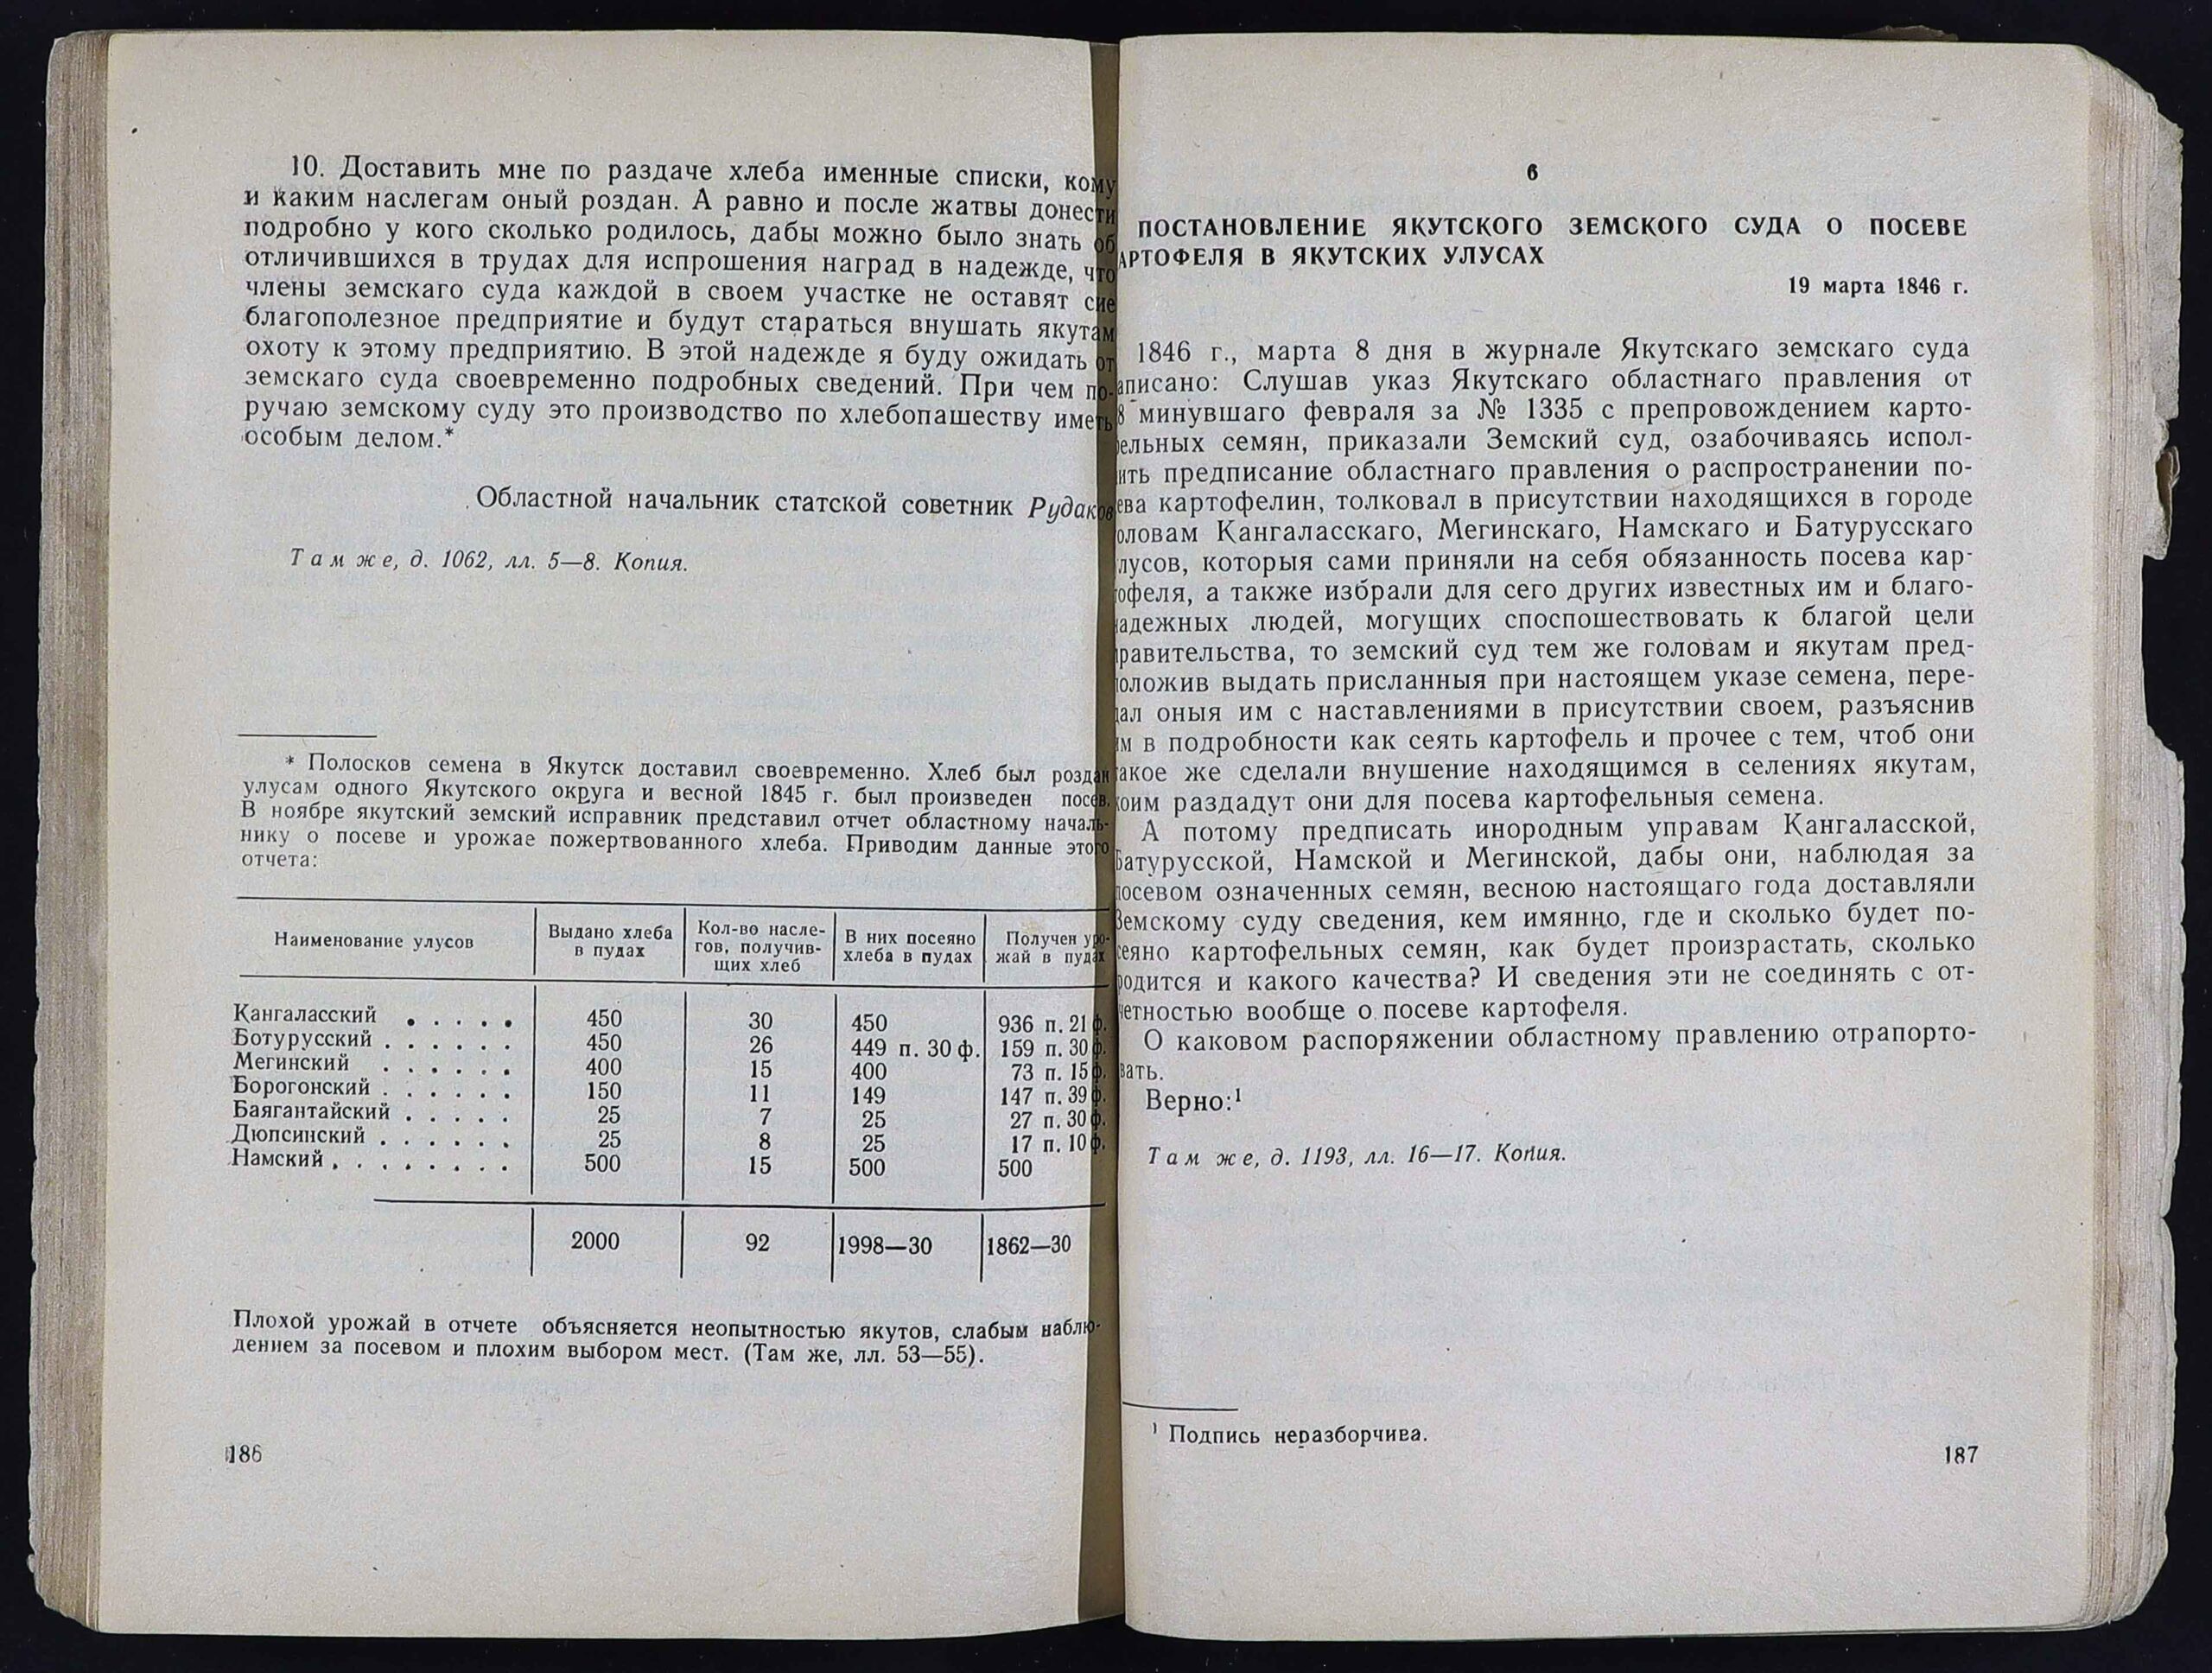 10. Доставить мне по раздаче хлеба именные списки, кому
и каким наслегам оный роздан. А равно и после жатвы донести
подробно у кого сколько родилось, дабы можно было знать об
отличившихся в трудах для испрошения наград в надежде, что
члены земскаго суда каждой в своем участке не оставят сие
благополезное предприятие и будут стараться внушать якутам
охоту к этому предприятию. В этой надежде я буду ожидать от
земскаго суда своевременно подробных сведений. При чем по-
ручаю земскому суду это производство по хлебопашеству иметь
особым делом.*
Областной начальник статской советник Рудаков
Там же, д. 1062, лл. 5—8. Копия.
* Полосков семена в Якутск доставил своевременно. Хлеб был роздан
улусам одного Якутского округа и весной 1845 г. был произведен посев.
В ноябре якутский земский исправник представил отчет областному началь-
нику о посеве и урожае пожертвованного хлеба. Приводим данные этого
отчета:
Наименование улусов | Выдано хлеба в пудах | Кол-во насле-гов, получив-щих хлеб | В них посеяно хлеба в пудах | Получен уро-жай в пудах
Кангаласский . . . . . 450 30 450 936 п. 21 ф.
Ботурусский . . . . . . 450 26 449 п. 30 ф. 159 п. 30 ф.
Мегинский . . . . . . 400 15 400 73 п. 15 ф.
Борогонский . . . . . . 150 11 149 147 п. 39 ф.
Баягантайский . . . . . 25 7 25 27 п. 30 ф.
Дюпсинский . . . . . . 25 8 25 17 п. 10 ф.
Намский . . . . . . . . 500 15 500 500
2000 92 1998—30 1862—30
Плохой урожай в отчете объясняется неопытностью якутов, слабым наблю-
дением за посевом и плохим выбором мест. (Там же, лл. 53—55).
186
6
ПОСТАНОВЛЕНИЕ ЯКУТСКОГО ЗЕМСКОГО СУДА О ПОСЕВЕ
АРТОФЕЛЯ В ЯКУТСКИХ УЛУСАХ
19 марта 1846 г.
1846 г., марта 8 дня в журнале Якутскаго земскаго суда
аписано: Слушав указ Якутскаго областнаго правления от
8 минувшаго февраля за № 1335 с препровождением карто-
ельных семян, приказали Земский суд, озабочиваясь испол-
ить предписание областнаго правления о распространении по-
ева картофелин, толковал в присутствии находящихся в городе
оловам Кангаласскаго, Мегинскаго, Намскаго и Батурусскаго
лусов, которыя сами приняли на себя обязанность посева кар-
офеля, а также избрали для сего других известных им и благо-
адежных людей, могущих споспошествовать к благой цели
равительства, то земский суд тем же головам и якутам пред-
оложив выдать присланныя при настоящем указе семена, пере-
ал оныя им с наставлениями в присутствии своем, разъяснив
им в подробности как сеять картофель и прочее с тем, чтоб они
акое же сделали внушение находящимся в селениях якутам,
коим раздадут они для посева картофельныя семена.
А потому предписать инородным управам Кангаласской,
Батурусской, Намской и Мегинской, дабы они, наблюдая за
посевом означенных семян, весною настоящаго года доставляли
Земскому суду сведения, кем имянно, где и сколько будет по-
сеяно картофельных семян, как будет произрастать, сколько
родится и какого качества? И сведения эти не соединять с от-
четностью вообще о посеве картофеля.
О каковом распоряжении областному правлению отрапорто-
вать.
Верно:¹
Там же, д. 1193, лл. 16—17. Копия.
¹ Подпись неразборчива.
187